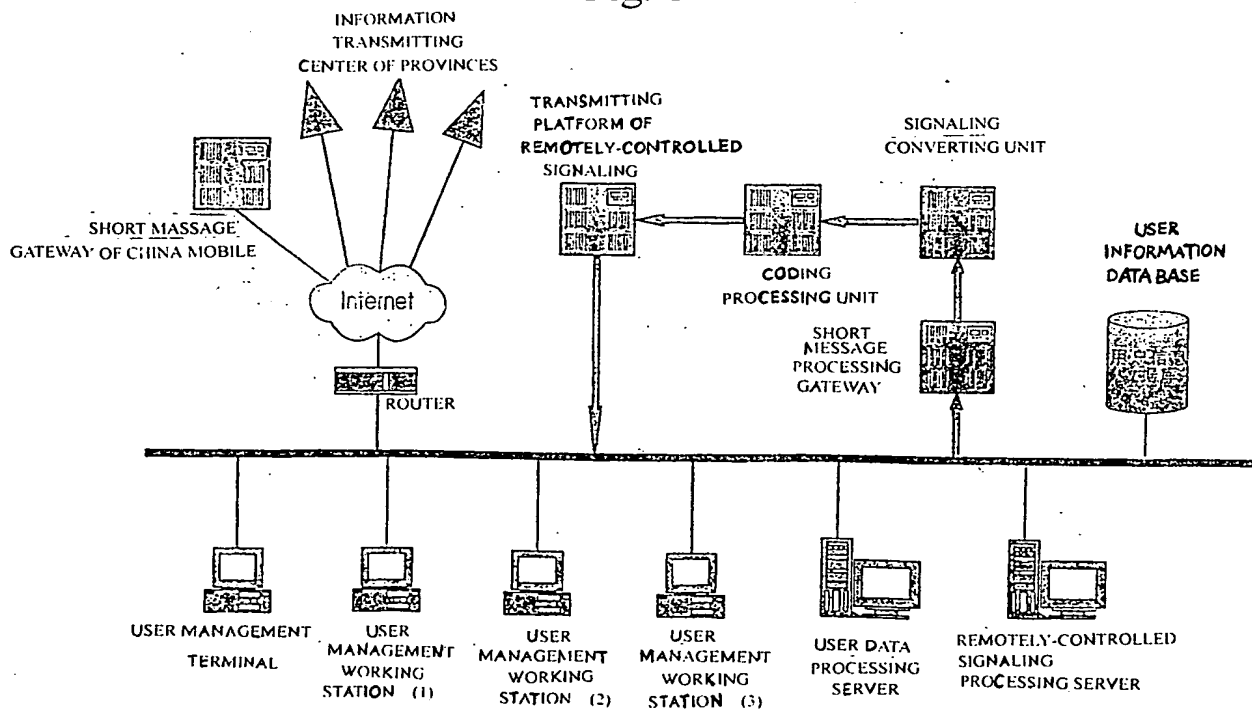 INFORMATION
TRANSMITTING
CENTER OF PROVINCES
TRANSMITTING
PLATFORM OF
REMOTELY-CONTROLLED
SIGNALING
SIGNALING
CONVERTING UNIT
SHORT MASSAGE
GATEWAY OF CHINA MOBILE
Internet
CODING
PROCESSING UNIT
USER
INFORMATION
DATA BASE
SHORT
MESSAGE
PROCESSING
GATEWAY
ROUTER
USER MANAGEMENT
TERMINAL
USER
MANAGEMENT
WORKING
STATION (1)
USER
MANAGEMENT
WORKING
STATION (2)
USER
MANAGEMENT
WORKING
STATION (3)
USER DATA
PROCESSING
SERVER
REMOTELY-CONTROLLED
SIGNALING
PROCESSING SERVER